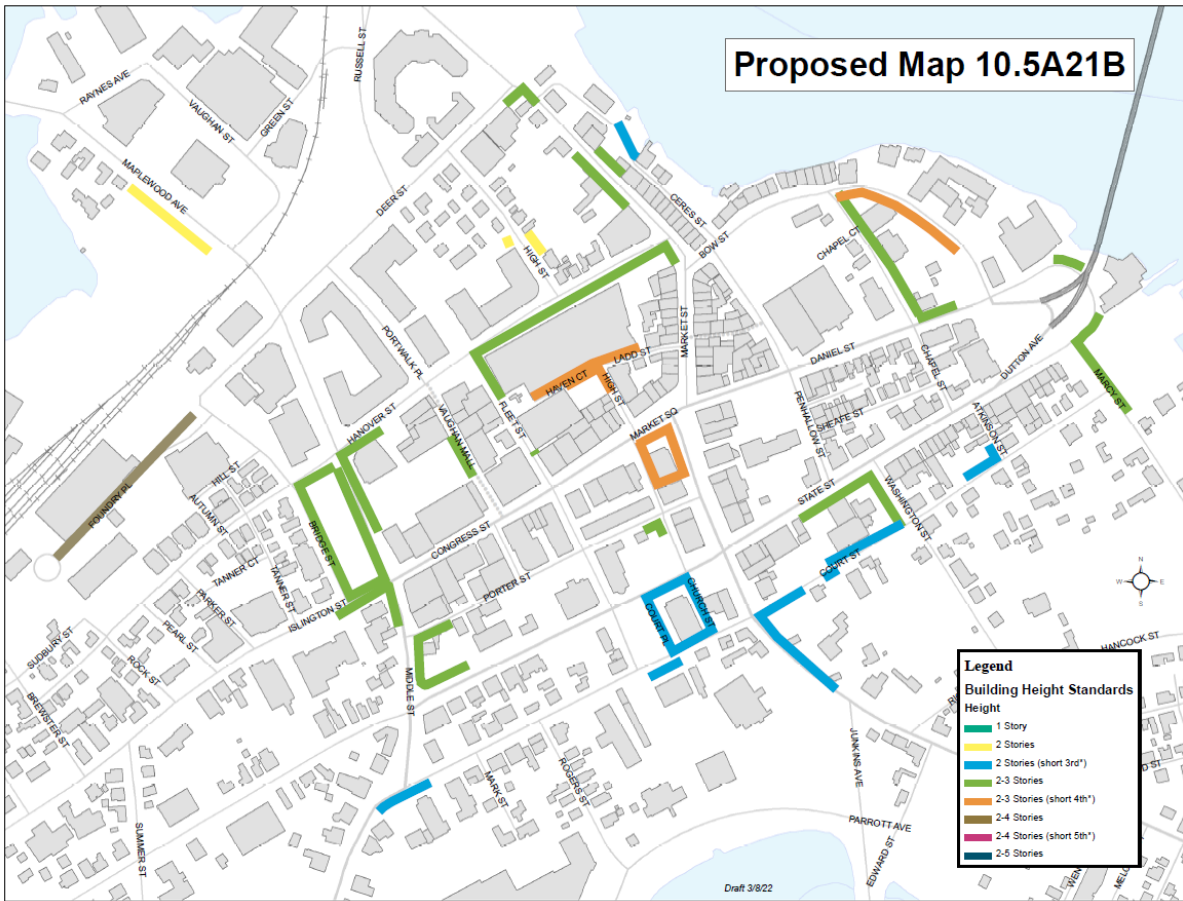 Proposed Map 10.5A21B
RUSSELL ST
RAYNES AVE
VAUGHAN ST
GREEN ST
MAPLEWOOD AVE
DEER ST
HIGH ST
CERES ST
BOW ST
CHAPEL CT
PORTWALK PL
MARKET ST
LADD ST
HAVEN CT
HIGH ST
DANIEL ST
CHAPEL ST
DUTTON AVE
MARCY ST
FLEET ST
VAUGHAN MALL
HANOVER ST
MARKET SQ
PENHALLOW ST
SHEAFE ST
ATKINSON ST
STATE ST
WASHINGTON ST
HILL ST
FOUNDRY PL
AUTUMN ST
BRIDGE ST
CONGRESS ST
TANNER CT
TANNER ST
PORTER ST
COURT ST
CHURCH ST
COURT PL
PARKER ST
ISLINGTON ST
PEARL ST
SUDBURY ST
ROCK ST
BREWSTER ST
MIDDLE ST
N
W E
S
HANCOCK ST
JUNKINS AVE
MARK ST
ROGERS ST
SUMMER ST
PARROTT AVE
EDWARD ST
Legend
Building Height Standards
Height
1 Story
2 Stories
2 Stories (short 3rd*)
2-3 Stories
2-3 Stories (short 4th*)
2-4 Stories
2-4 Stories (short 5th*)
2-5 Stories
Draft 3/8/22